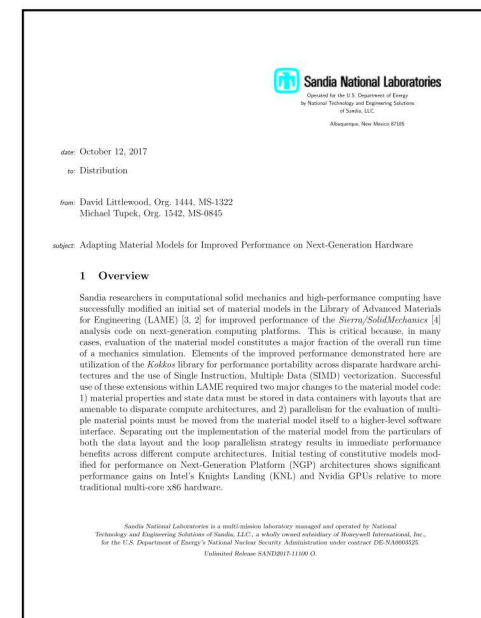 Sandia National Laboratories
Operated for the U.S. Department of Energy
by National Technology and Engineering Solutions
of Sandia, LLC.
Albuquerque, New Mexico 87185
date: October 12, 2017
to: Distribution
from: David Littlewood, Org. 1444, MS-1322
Michael Tupek, Org. 1542, MS-0845
subject: Adapting Material Models for Improved Performance on Next-Generation Hardware
1 Overview
Sandia researchers in computational solid mechanics and high-performance computing have
successfully modified an initial set of material models in the Library of Advanced Materials
for Engineering (LAME) [3, 2] for improved performance of the Sierra/SolidMechanics [4]
analysis code on next-generation computing platforms. This is critical because, in many
cases, evaluation of the material model constitutes a major fraction of the overall run time
of a mechanics simulation. Elements of the improved performance demonstrated here are
utilization of the Kokkos library for performance portability across disparate hardware archi-
tectures and the use of Single Instruction, Multiple Data (SIMD) vectorization. Successful
use of these extensions within LAME required two major changes to the material model code:
1) material properties and state data must be stored in data containers with layouts that are
amenable to disparate compute architectures, and 2) parallelism for the evaluation of multi-
ple material points must be moved from the material model itself to a higher-level software
interface. Separating out the implementation of the material model from the particulars of
both the data layout and the loop parallelism strategy results in immediate performance
benefits across different compute architectures. Initial testing of constitutive models mod-
ified for performance on Next-Generation Platform (NGP) architectures shows significant
performance gains on Intel's Knights Landing (KNL) and Nvidia GPUs relative to more
traditional multi-core x86 hardware.
Sandia National Laboratories is a multi-mission laboratory managed and operated by National
Technology and Engineering Solutions of Sandia, LLC., a wholly owned subsidiary of Honeywell International, Inc.,
for the U.S. Department of Energy's National Nuclear Security Administration under contract DE-NA0003525.
Unlimited Release SAND2017-11100 O.